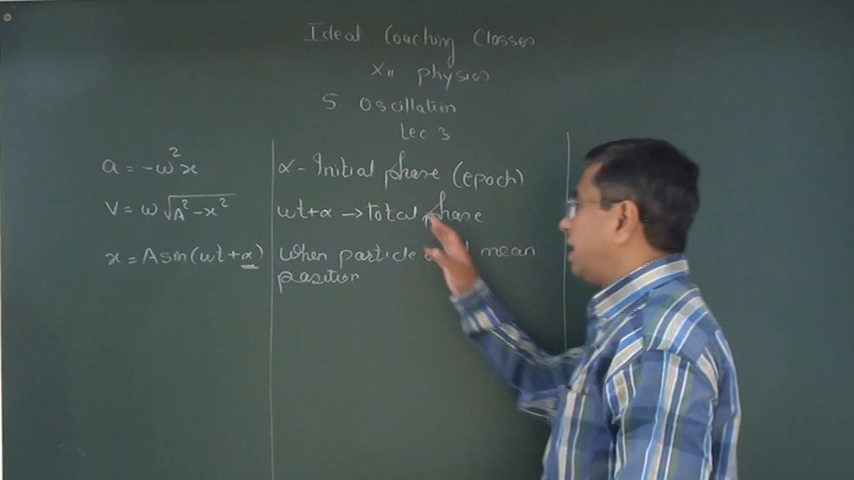 Ideal Coaching Classes
XII physics
5. Oscillation
Lec 3
a = -ω²x
V = ω√A²-x²
x = A sin(ωt+α)
α - Initial phase (epoch)
ωt+α → total phase
When particle mean
position